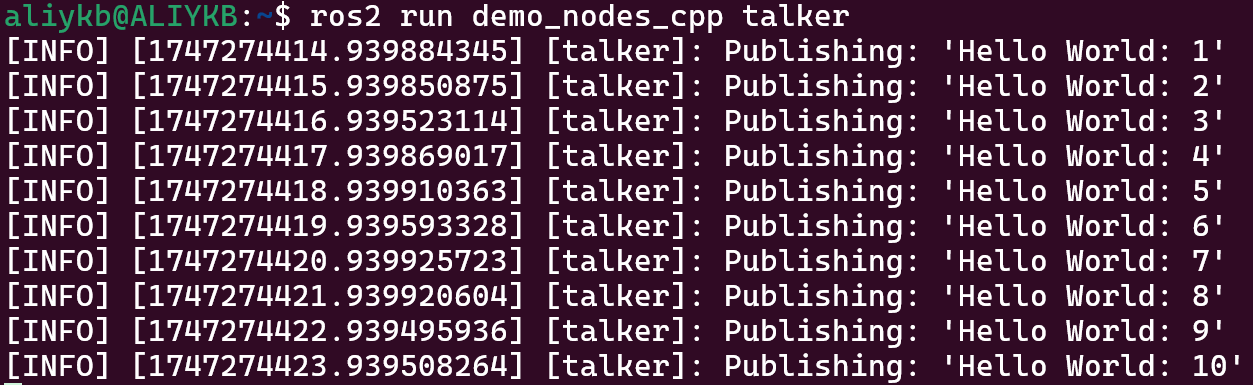 aliykb@ALIYKB:~$ ros2 run demo_nodes_cpp talker
[INFO] [1747274414.939884345] [talker]: Publishing: 'Hello World: 1'
[INFO] [1747274415.939850875] [talker]: Publishing: 'Hello World: 2'
[INFO] [1747274416.939523114] [talker]: Publishing: 'Hello World: 3'
[INFO] [1747274417.939869017] [talker]: Publishing: 'Hello World: 4'
[INFO] [1747274418.939910363] [talker]: Publishing: 'Hello World: 5'
[INFO] [1747274419.939593328] [talker]: Publishing: 'Hello World: 6'
[INFO] [1747274420.939925723] [talker]: Publishing: 'Hello World: 7'
[INFO] [1747274421.939920604] [talker]: Publishing: 'Hello World: 8'
[INFO] [1747274422.939495936] [talker]: Publishing: 'Hello World: 9'
[INFO] [1747274423.939508264] [talker]: Publishing: 'Hello World: 10'